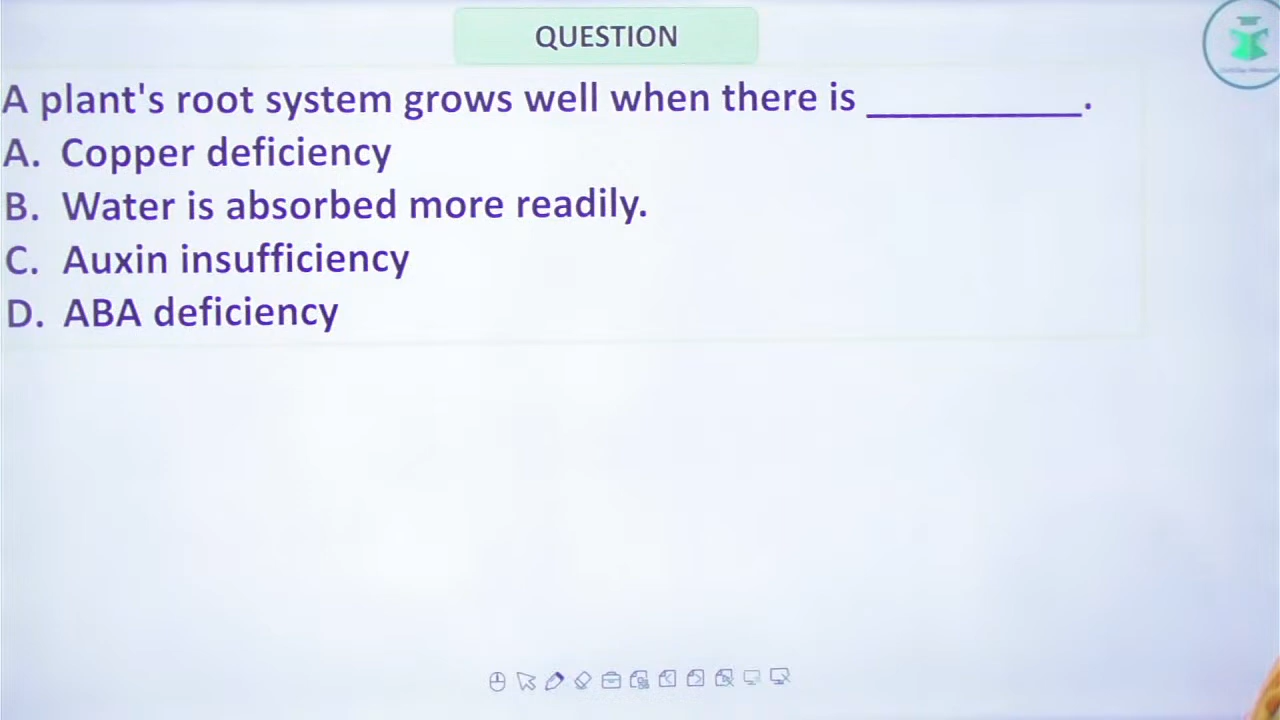 QUESTION
A plant's root system grows well when there is __________.
A. Copper deficiency
B. Water is absorbed more readily.
C. Auxin insufficiency
D. ABA deficiency